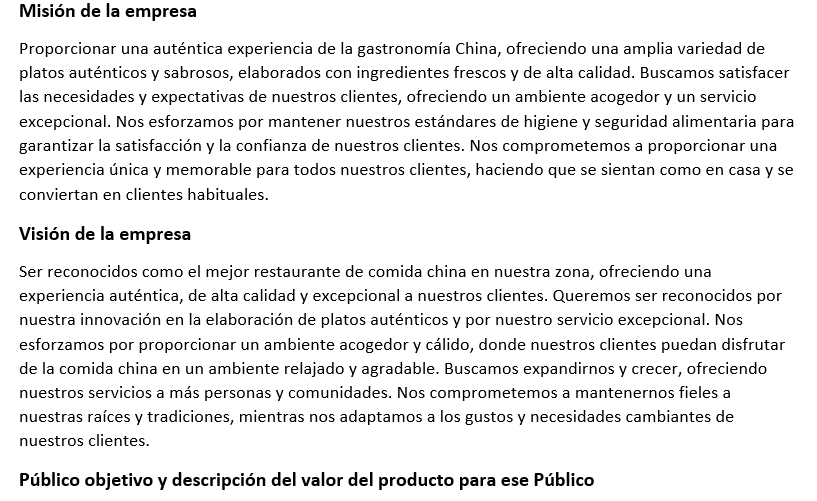 Misión de la empresa
Proporcionar una auténtica experiencia de la gastronomía China, ofreciendo una amplia variedad de
platos auténticos y sabrosos, elaborados con ingredientes frescos y de alta calidad. Buscamos satisfacer
las necesidades y expectativas de nuestros clientes, ofreciendo un ambiente acogedor y un servicio
excepcional. Nos esforzamos por mantener nuestros estándares de higiene y seguridad alimentaria para
garantizar la satisfacción y la confianza de nuestros clientes. Nos comprometemos a proporcionar una
experiencia única y memorable para todos nuestros clientes, haciendo que se sientan como en casa y se
conviertan en clientes habituales.
Visión de la empresa
Ser reconocidos como el mejor restaurante de comida china en nuestra zona, ofreciendo una
experiencia auténtica, de alta calidad y excepcional a nuestros clientes. Queremos ser reconocidos por
nuestra innovación en la elaboración de platos auténticos y por nuestro servicio excepcional. Nos
esforzamos por proporcionar un ambiente acogedor y cálido, donde nuestros clientes puedan disfrutar
de la comida china en un ambiente relajado y agradable. Buscamos expandirnos y crecer, ofreciendo
nuestros servicios a más personas y comunidades. Nos comprometemos a mantenernos fieles a
nuestras raíces y tradiciones, mientras nos adaptamos a los gustos y necesidades cambiantes de
nuestros clientes.
Público objetivo y descripción del valor del producto para ese Público